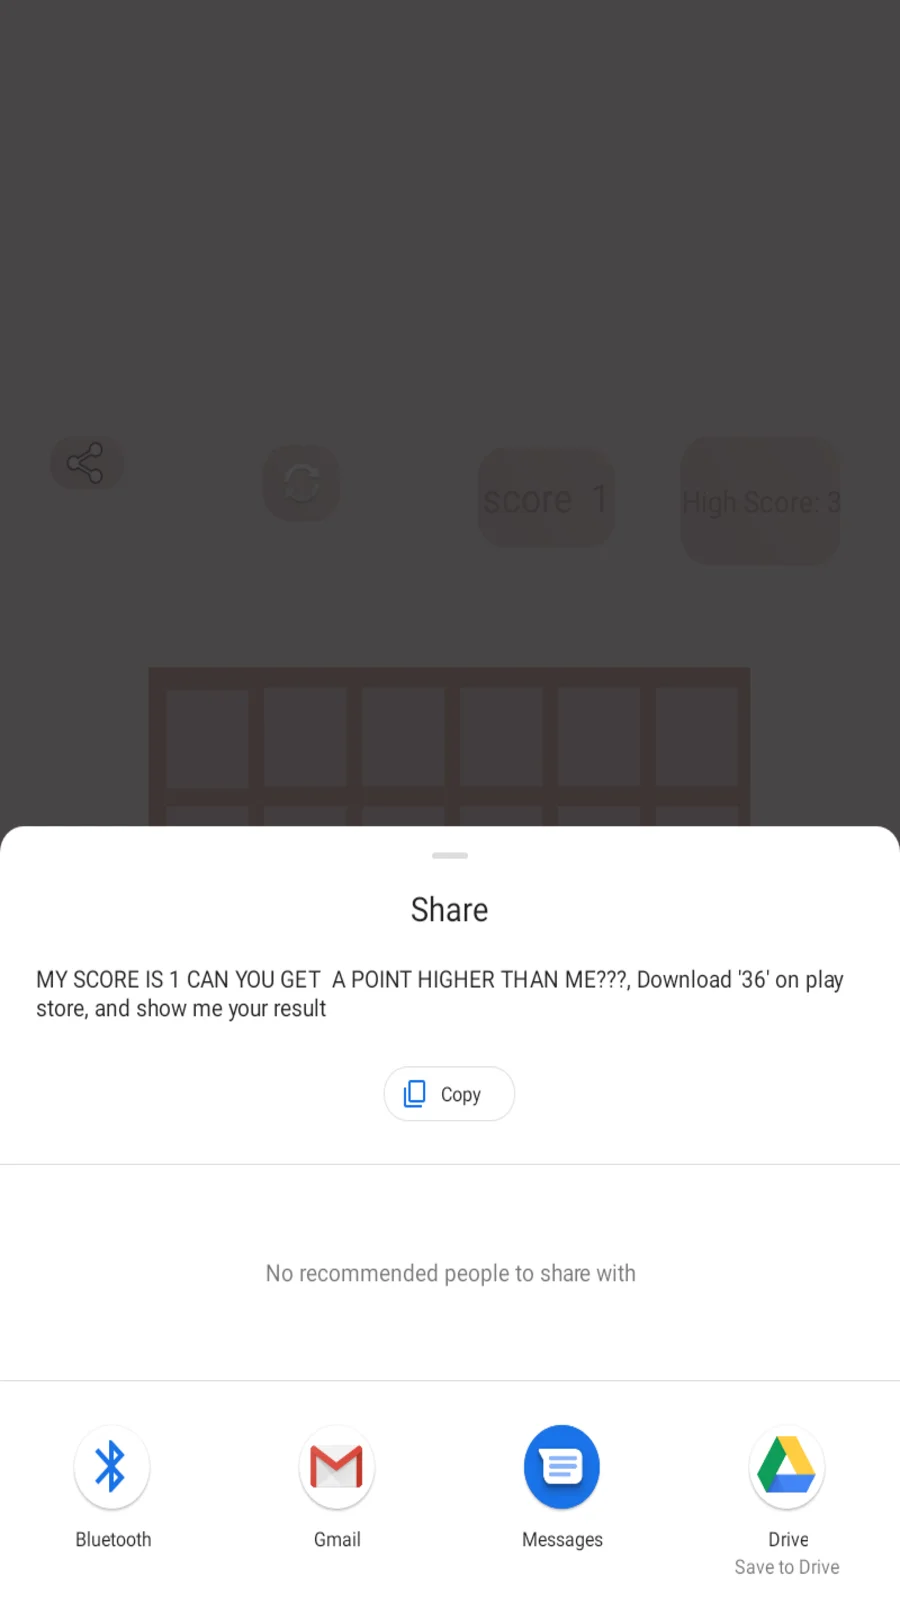 score 1
High Score: 3
Share
MY SCORE IS 1 CAN YOU GET  A POINT HIGHER THAN ME???, Download '36' on play
store, and show me your result
Copy
No recommended people to share with
Bluetooth
Gmail
Messages
Drive
Save to Drive